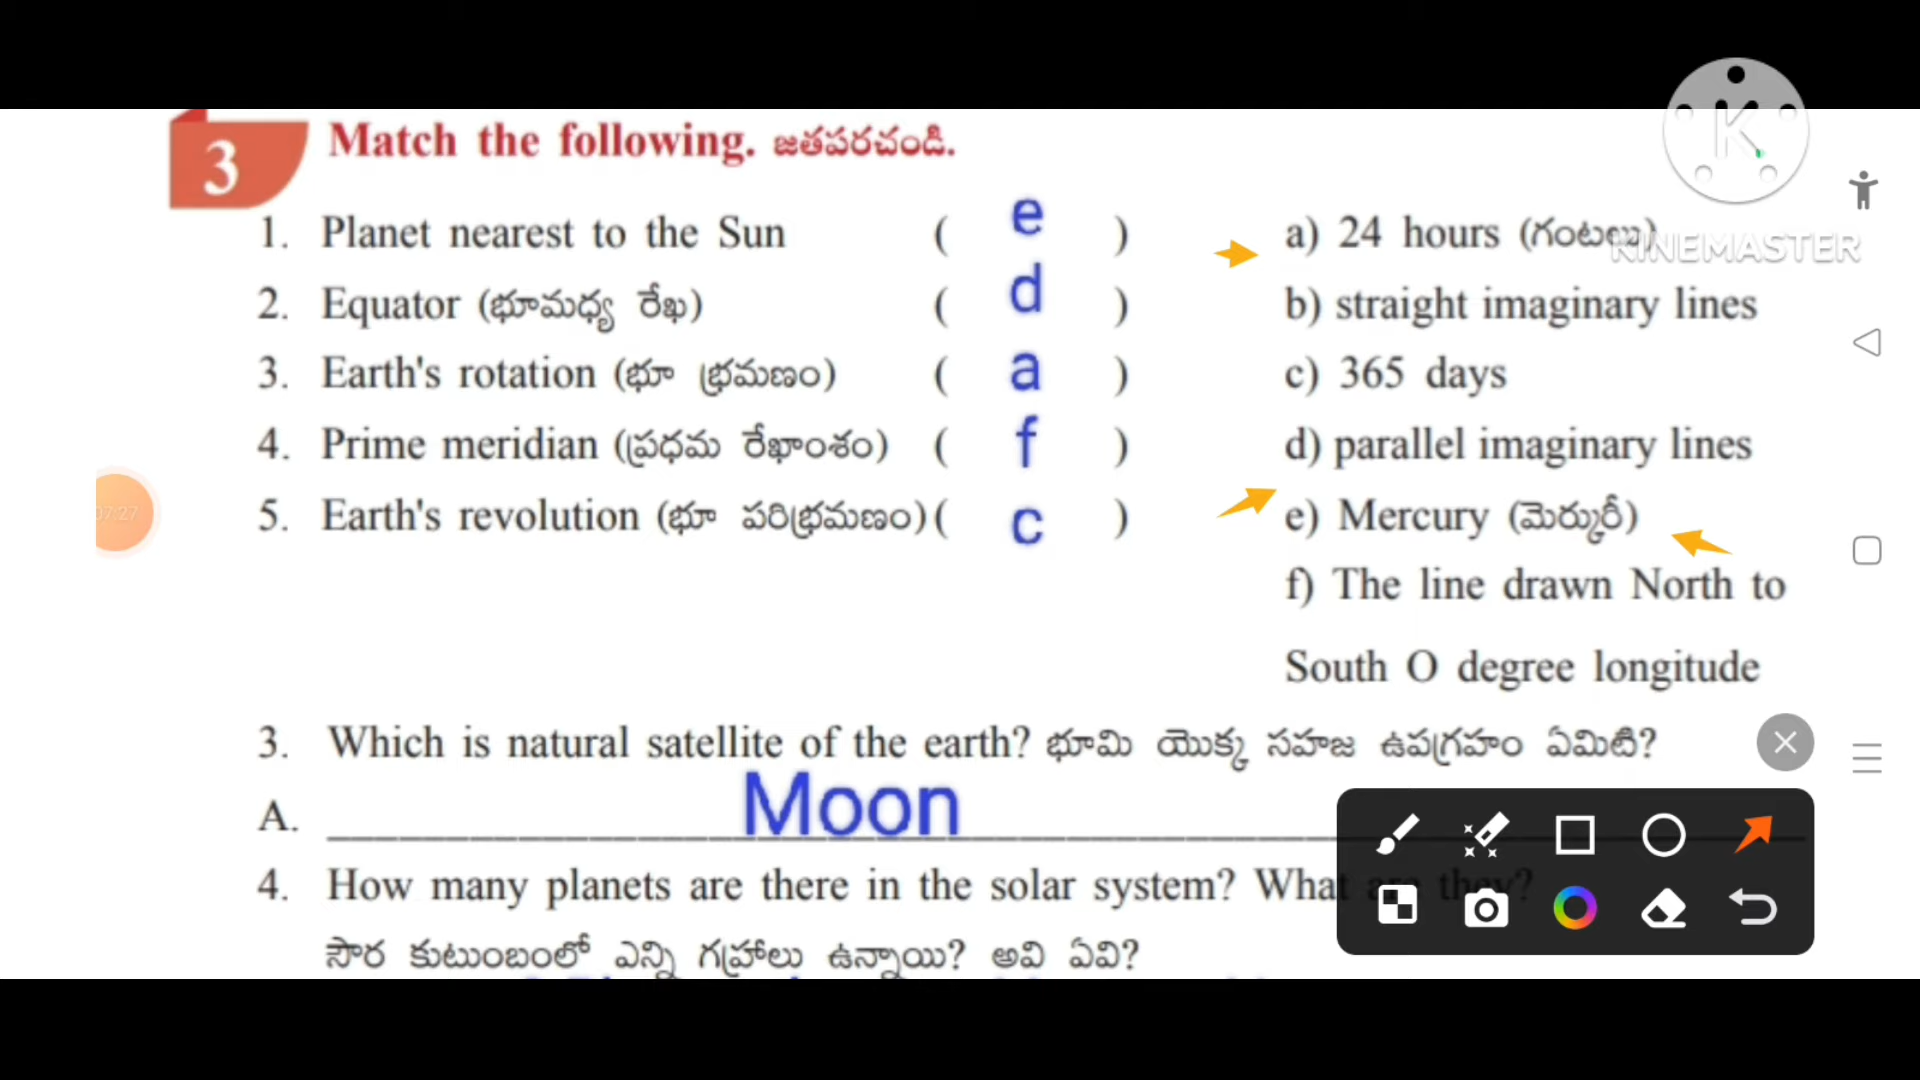 3 Match the following. జతపరచండి.
1. Planet nearest to the Sun ( e ) a) 24 hours (గంటలు)
KINEMASTER
2. Equator (భూమధ్య రేఖ) ( d ) b) straight imaginary lines
3. Earth's rotation (భూ భ్రమణం) ( a ) c) 365 days
4. Prime meridian (ప్రధమ రేఖాంశం) ( f ) d) parallel imaginary lines
07:27
5. Earth's revolution (భూ పరిభ్రమణం) ( c ) e) Mercury (మెర్కురీ)
f) The line drawn North to
South O degree longitude
3. Which is natural satellite of the earth? భూమి యొక్క సహజ ఉపగ్రహం ఏమిటి?
A. Moon
4. How many planets are there in the solar system? What are they?
సౌర కుటుంబంలో ఎన్ని గ్రహాలు ఉన్నాయి? అవి ఏవి?